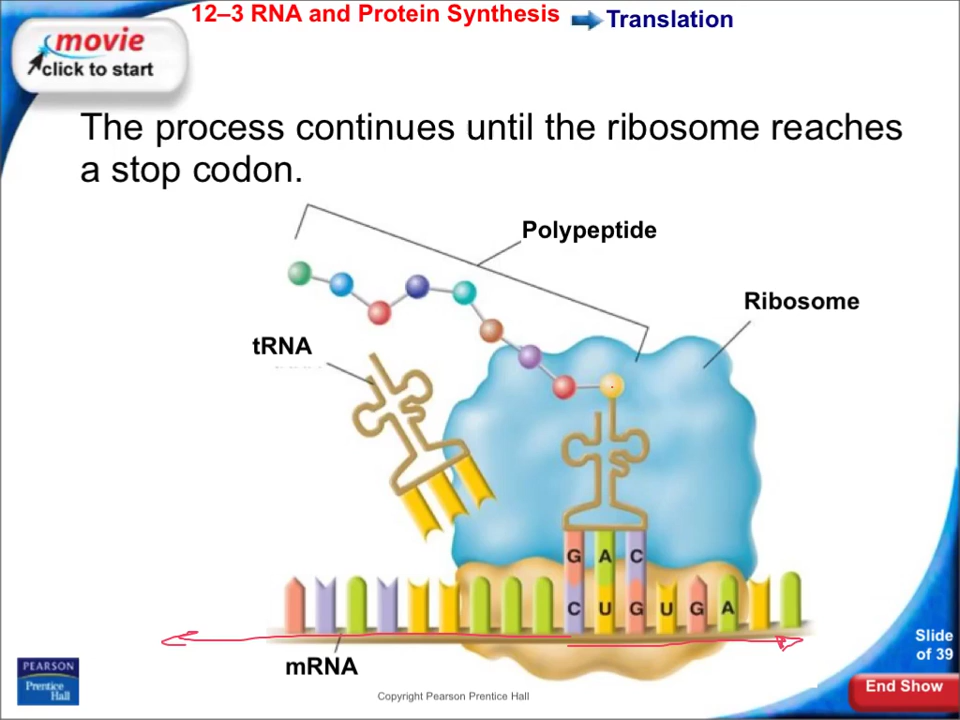 12–3 RNA and Protein Synthesis
Translation
movie
click to start
The process continues until the ribosome reaches
a stop codon.
Polypeptide
Ribosome
tRNA
G A C
C U G U G A
mRNA
Slide
of 39
PEARSON
Prentice
Hall
Copyright Pearson Prentice Hall
End Show